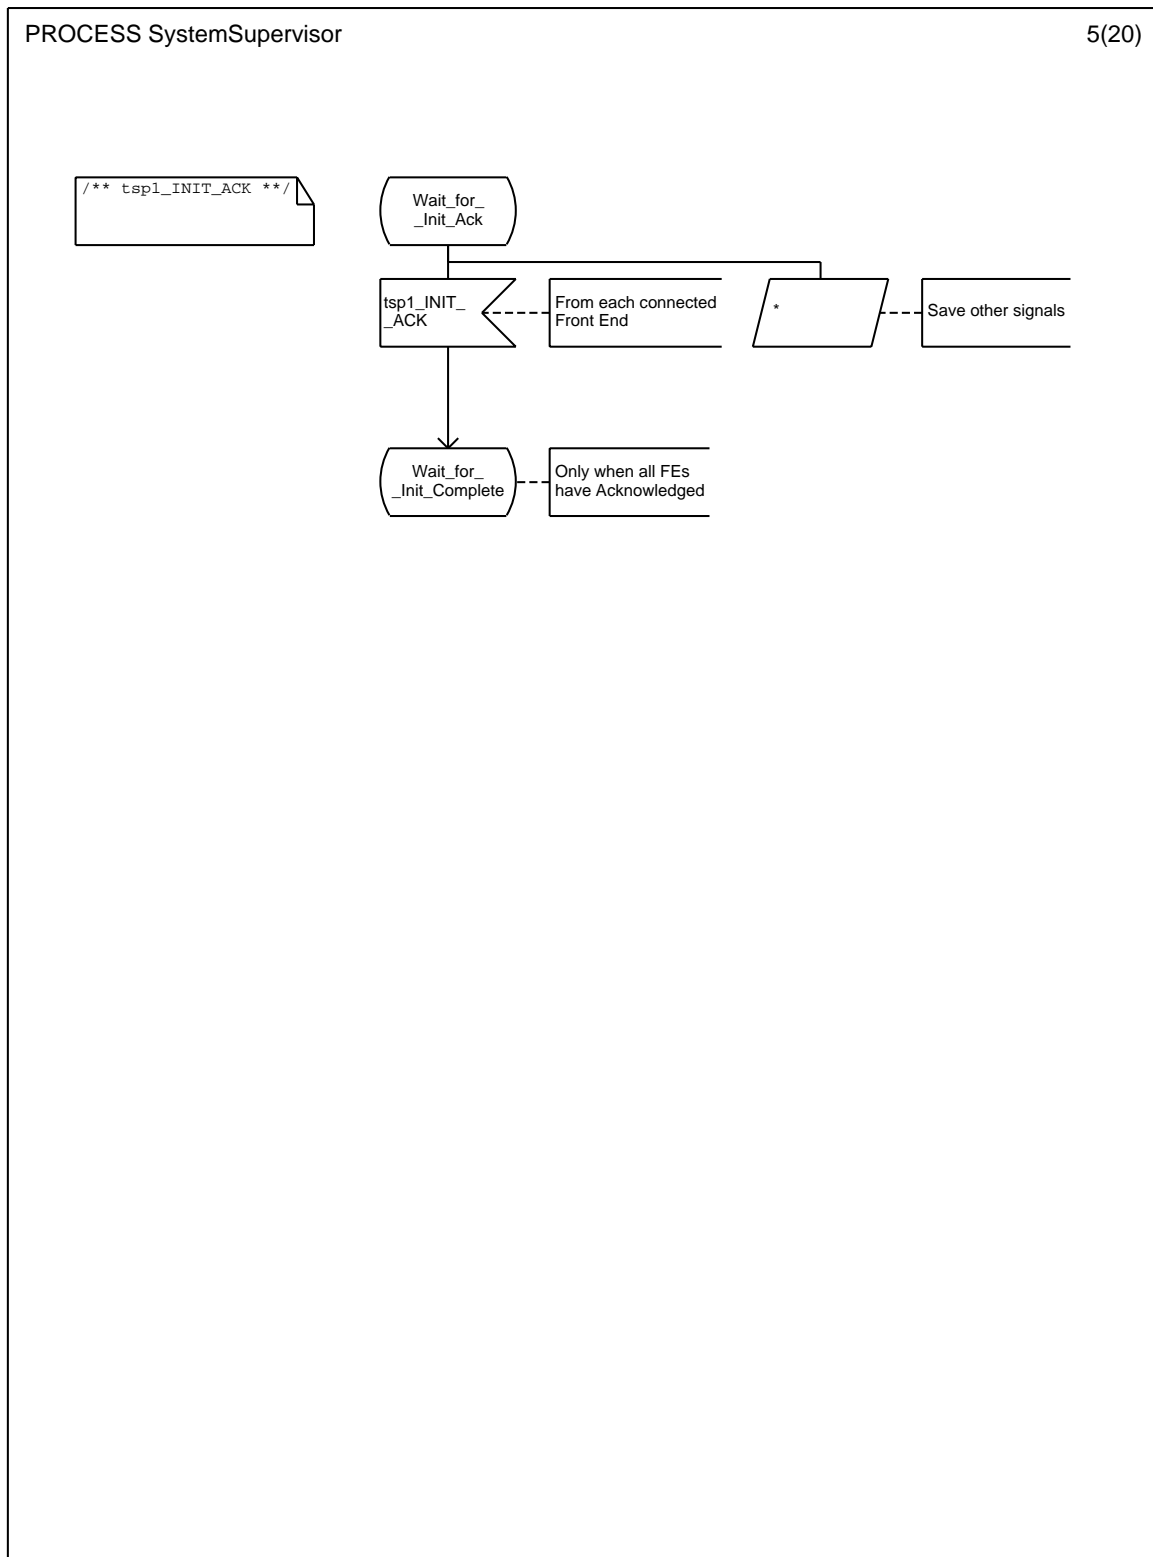 PROCESS SystemSupervisor
5(20)
/** tsp1_INIT_ACK **/
Wait_for_
_Init_Ack
tsp1_INIT_
_ACK
From each connected
Front End
*
Save other signals
Wait_for_
_Init_Complete
Only when all FEs
have Acknowledged